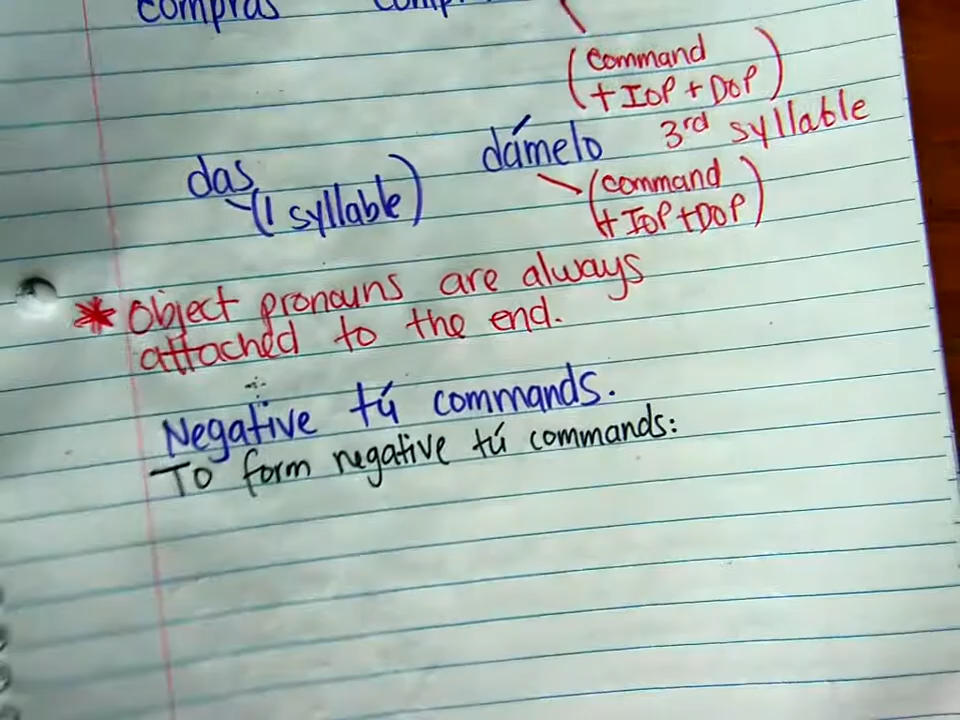 compras
(command
+ IOP + DOP)
das dámelo 3rd syllable
(1 syllable) (command
+ IOP + DOP)
* Object pronouns are always
attached to the end.
Negative tú commands.
To form negative tú commands: